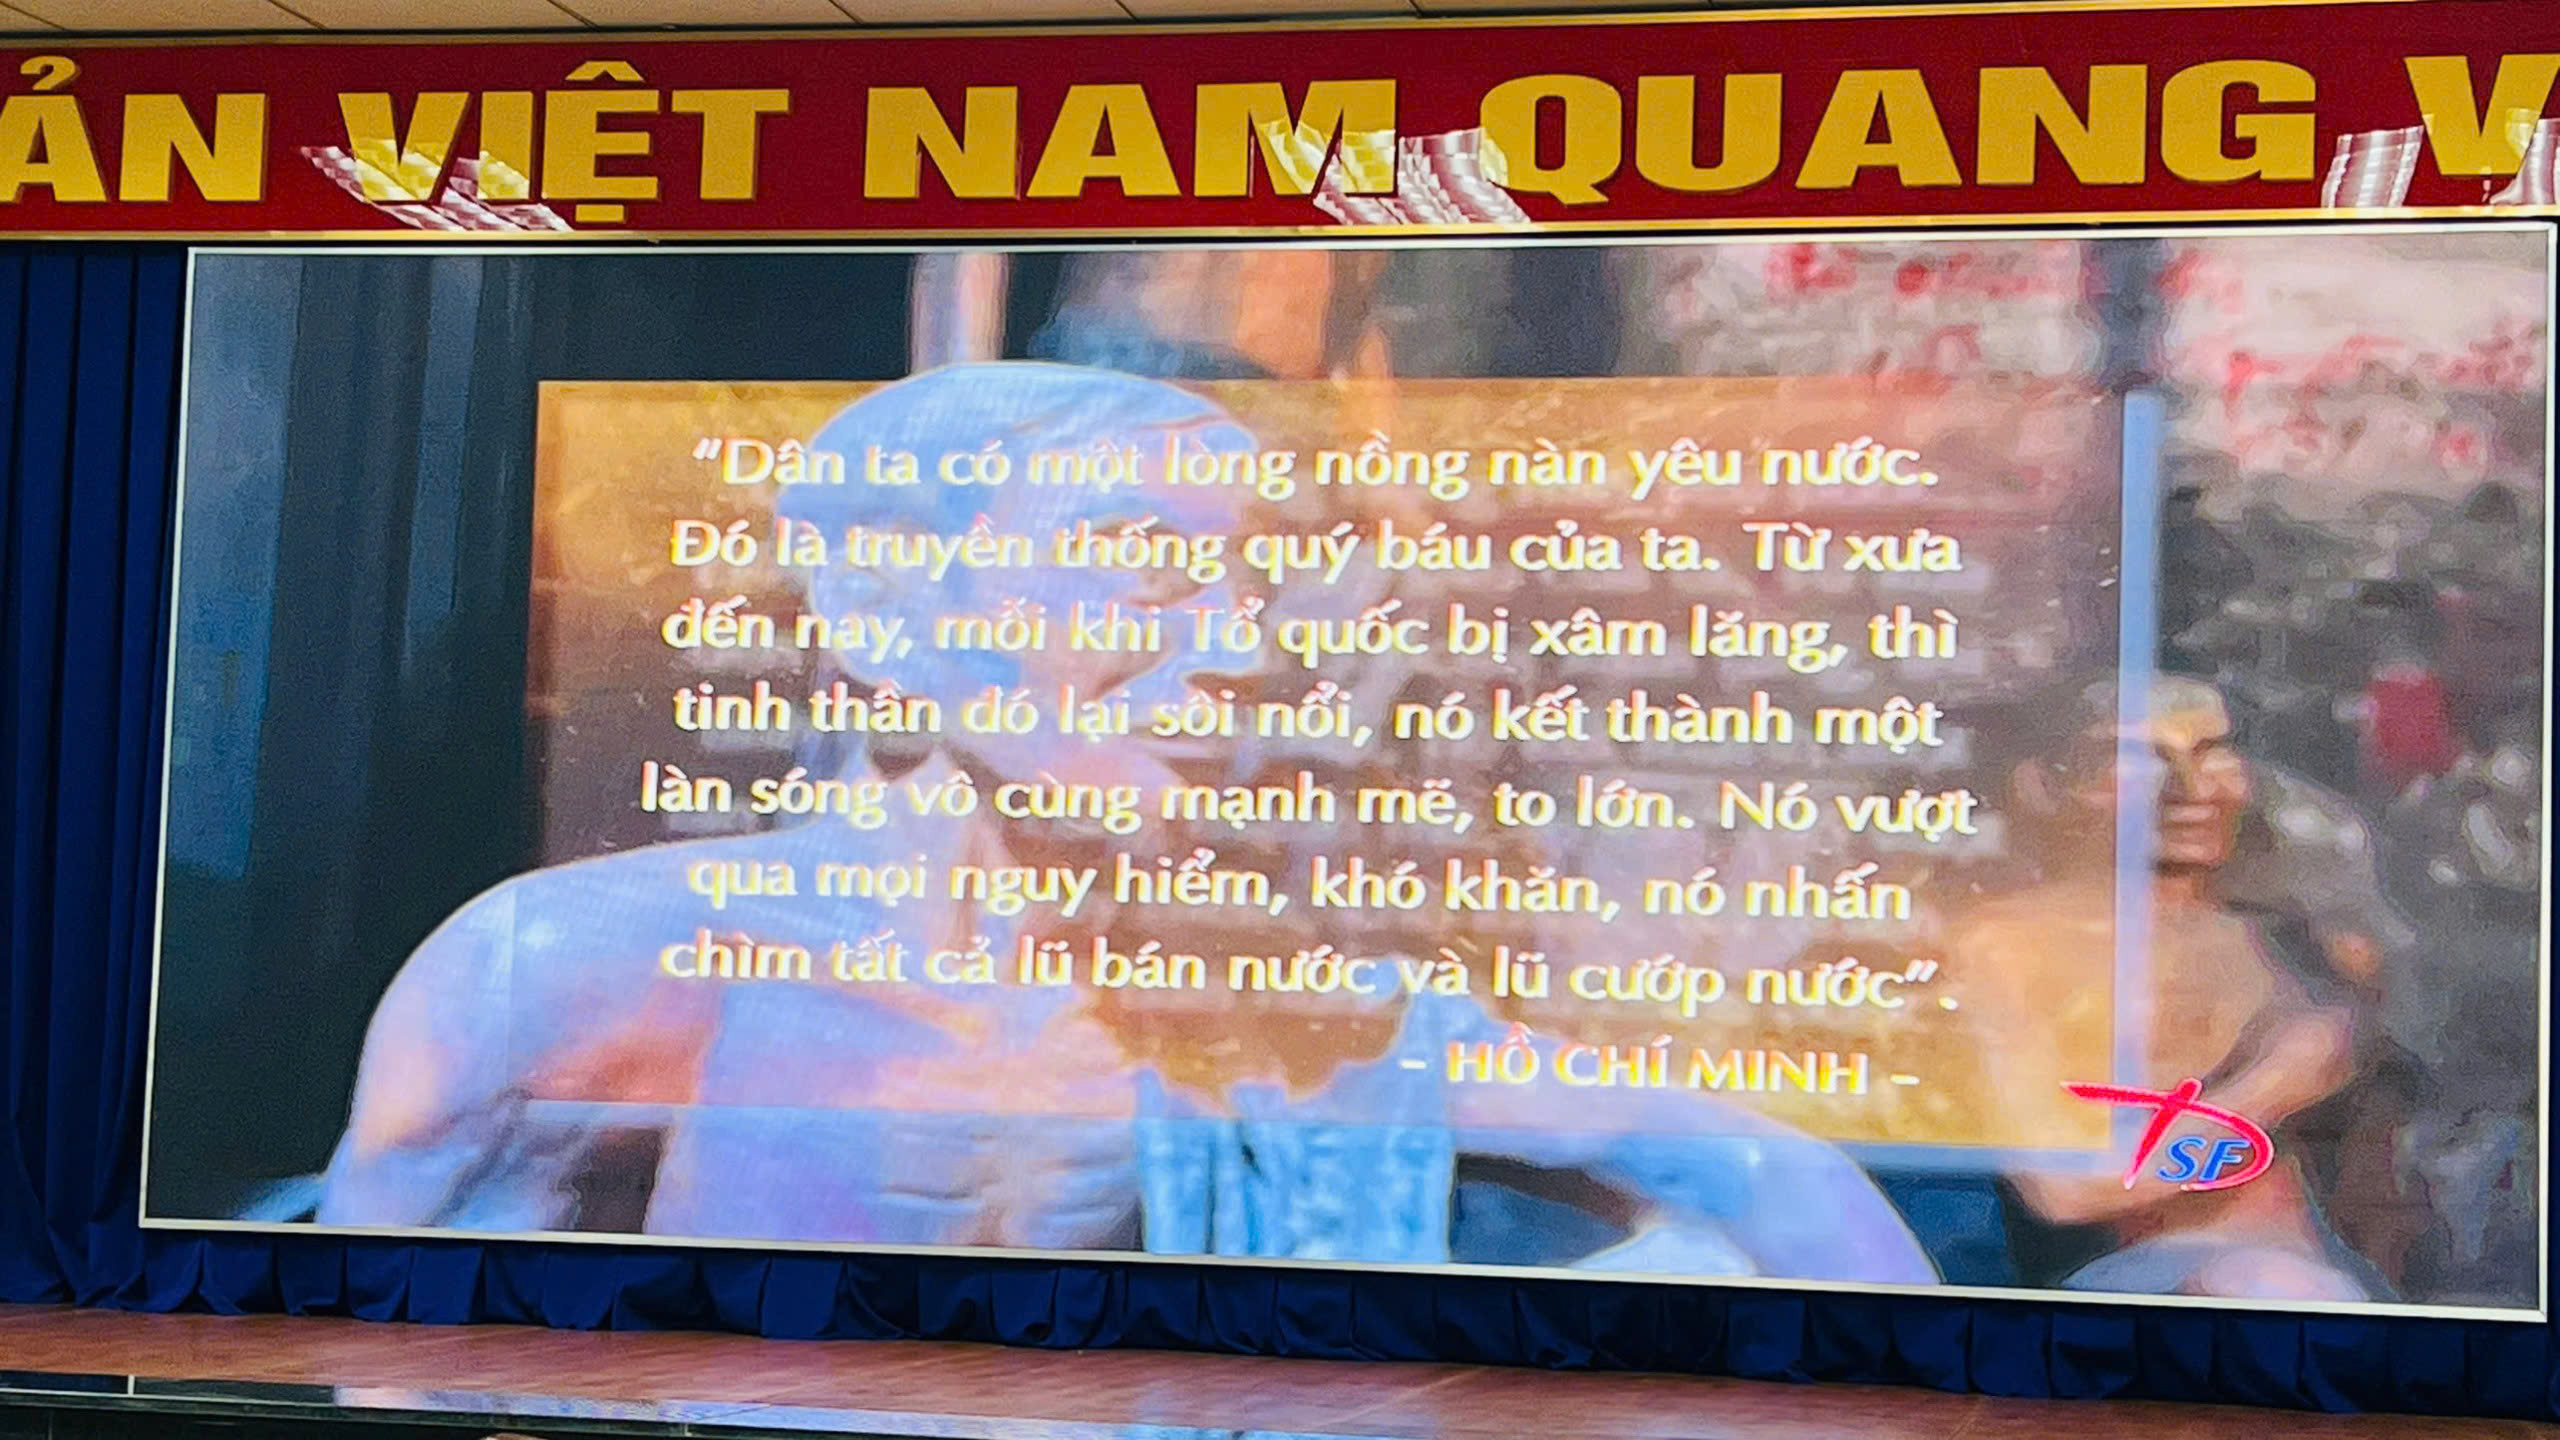 ẢN VIỆT NAM QUANG V
“Dân ta có một lòng nồng nàn yêu nước.
Đó là truyền thống quý báu của ta. Từ xưa
đến nay, mỗi khi Tổ quốc bị xâm lăng, thì
tinh thần đó lại sôi nổi, nó kết thành một
làn sóng vô cùng mạnh mẽ, to lớn. Nó vượt
qua mọi nguy hiểm, khó khăn, nó nhấn
chìm tất cả lũ bán nước và lũ cướp nước”.
- HỒ CHÍ MINH -
SF